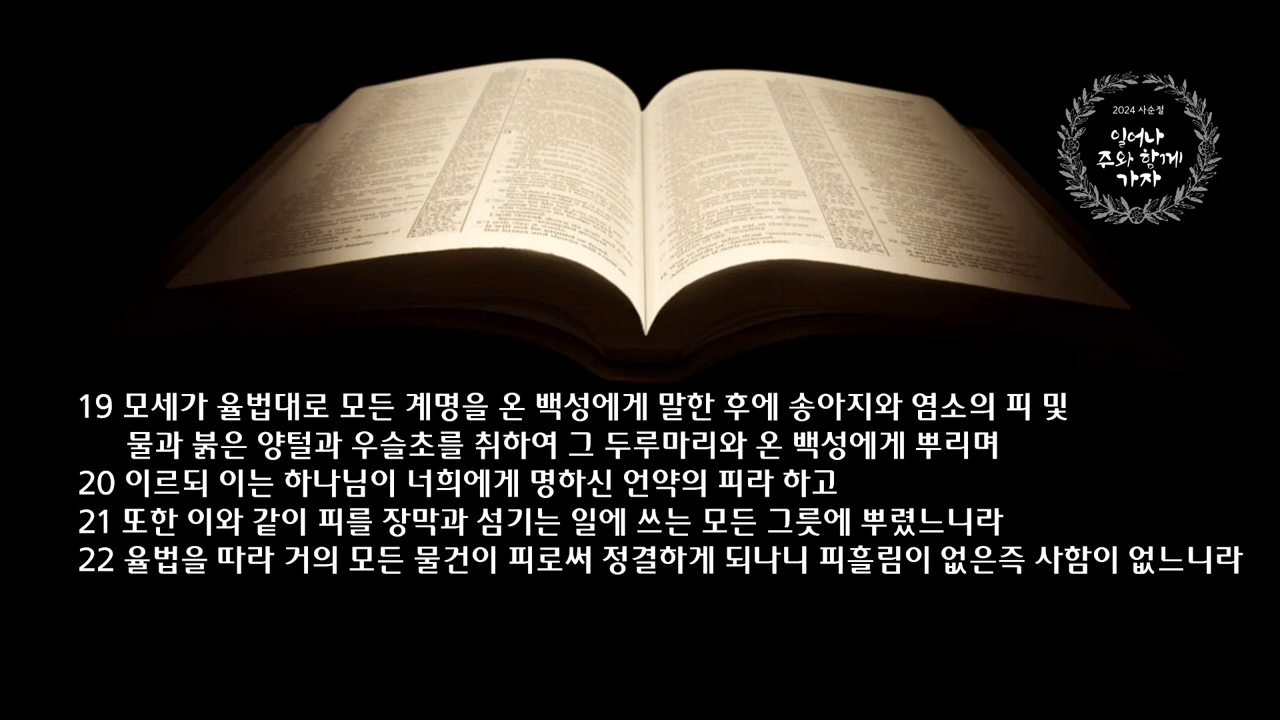 2024 사순절
일어나
주와 함께
가자
19 모세가 율법대로 모든 계명을 온 백성에게 말한 후에 송아지와 염소의 피 및
물과 붉은 양털과 우슬초를 취하여 그 두루마리와 온 백성에게 뿌리며
20 이르되 이는 하나님이 너희에게 명하신 언약의 피라 하고
21 또한 이와 같이 피를 장막과 섬기는 일에 쓰는 모든 그릇에 뿌렸느니라
22 율법을 따라 거의 모든 물건이 피로써 정결하게 되나니 피흘림이 없은즉 사함이 없느니라